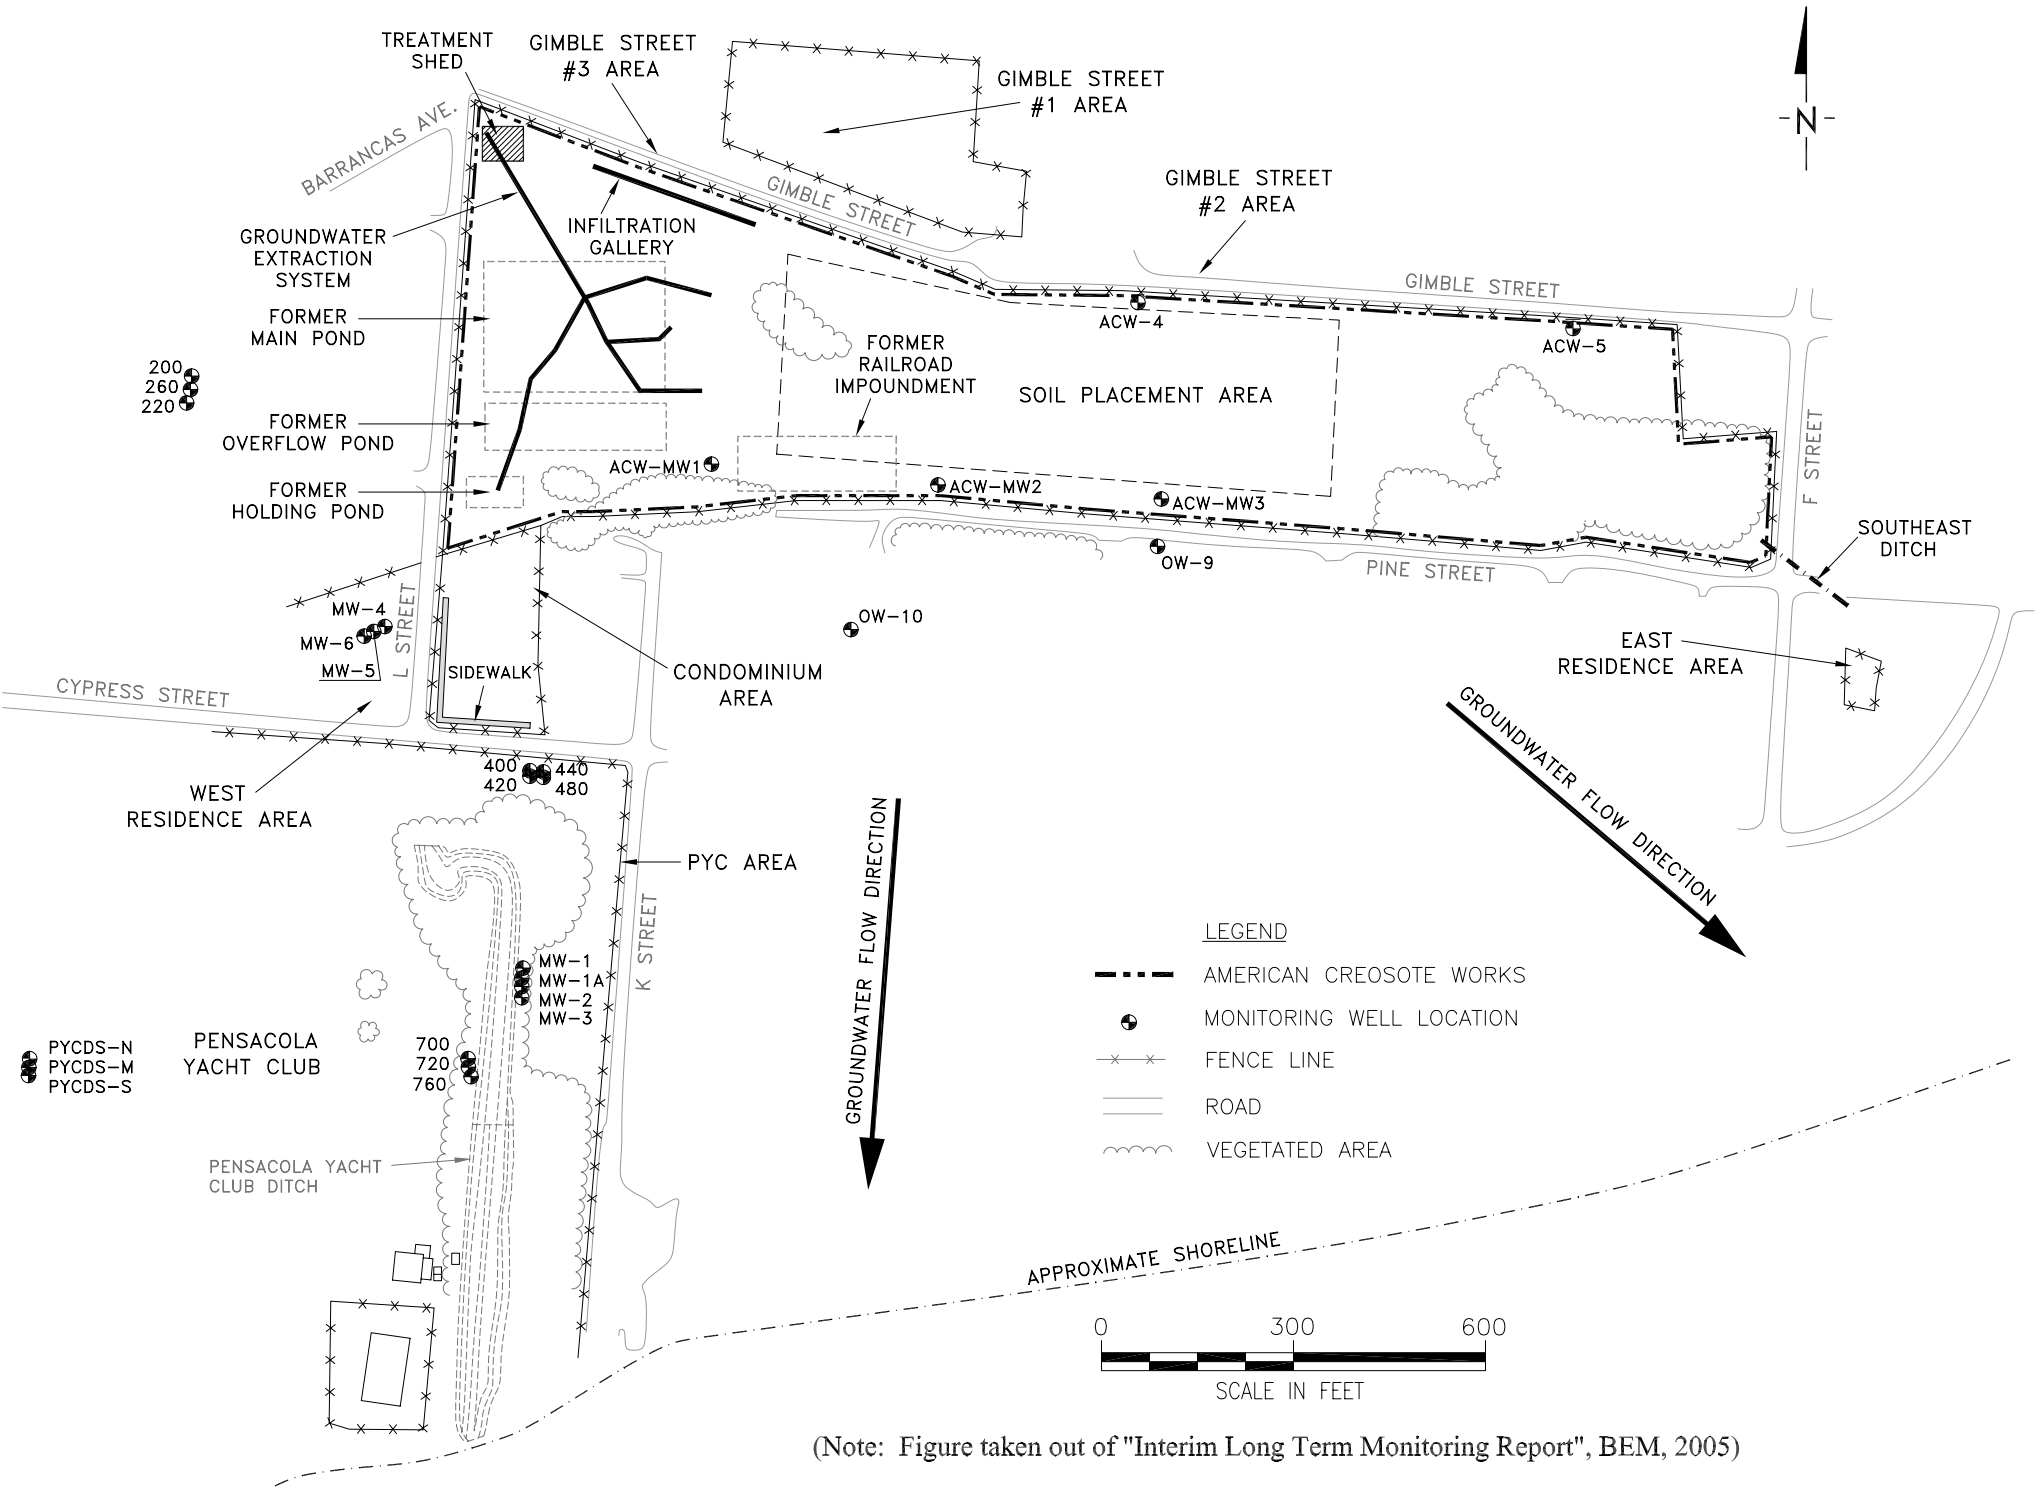 TREATMENT
SHED
GIMBLE STREET
#3 AREA
GIMBLE STREET
#1 AREA
-N-
BARRANCAS AVE.
GIMBLE STREET
GIMBLE STREET
#2 AREA
GROUNDWATER
EXTRACTION
SYSTEM
INFILTRATION
GALLERY
GIMBLE STREET
FORMER
MAIN POND
ACW-4
ACW-5
FORMER
RAILROAD
IMPOUNDMENT
SOIL PLACEMENT AREA
200
260
220
FORMER
OVERFLOW POND
F STREET
ACW-MW1
FORMER
HOLDING POND
ACW-MW2
ACW-MW3
SOUTHEAST
DITCH
OW-9
PINE STREET
MW-4
MW-6
MW-5
L STREET
OW-10
SIDEWALK
CONDOMINIUM
AREA
EAST
RESIDENCE AREA
CYPRESS STREET
WEST
RESIDENCE AREA
400
440
420
480
GROUNDWATER FLOW DIRECTION
GROUNDWATER FLOW DIRECTION
PYC AREA
K STREET
MW-1
MW-1A
MW-2
MW-3
PYCDS-N
PYCDS-M
PYCDS-S
PENSACOLA
YACHT CLUB
700
720
760
PENSACOLA YACHT
CLUB DITCH
LEGEND
AMERICAN CREOSOTE WORKS
MONITORING WELL LOCATION
FENCE LINE
ROAD
VEGETATED AREA
APPROXIMATE SHORELINE
0 300 600
SCALE IN FEET
(Note: Figure taken out of "Interim Long Term Monitoring Report", BEM, 2005)